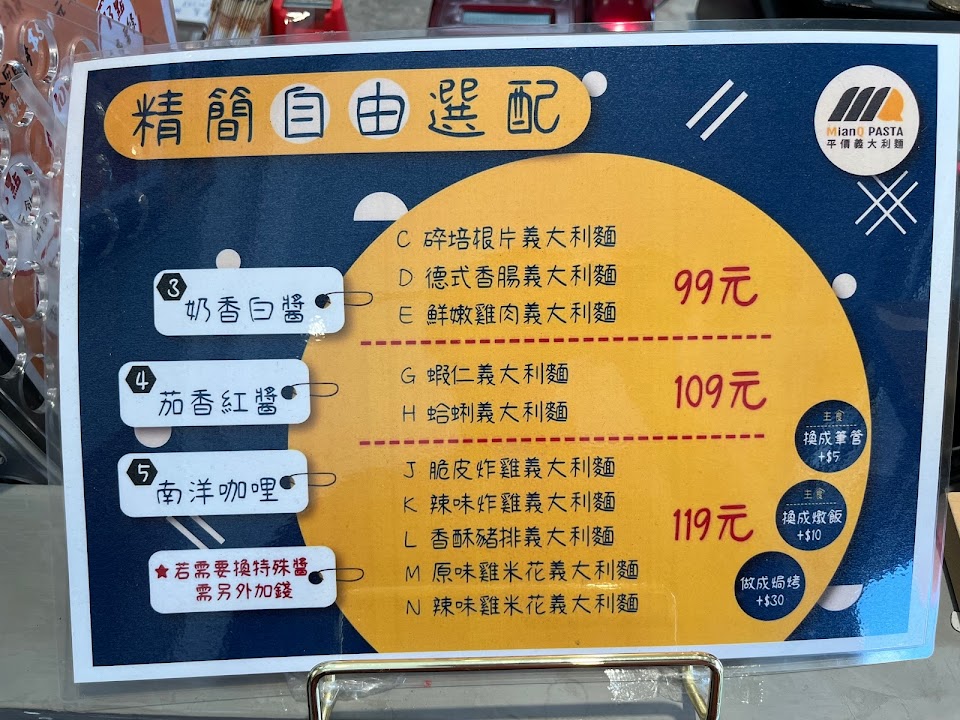 精簡自由選配
MianQ PASTA
平價義大利麵
3
奶香白醬
4
茄香紅醬
5
南洋咖哩
★若需要換特殊醬
需另外加錢
C 碎培根片義大利麵
D 德式香腸義大利麵
E 鮮嫩雞肉義大利麵
99元
G 蝦仁義大利麵
H 蛤蜊義大利麵
109元
J 脆皮炸雞義大利麵
K 辣味炸雞義大利麵
L 香酥豬排義大利麵
M 原味雞米花義大利麵
N 辣味雞米花義大利麵
119元
主食
換成筆管
+$5
主食
換成燉飯
+$10
做成焗烤
+$30